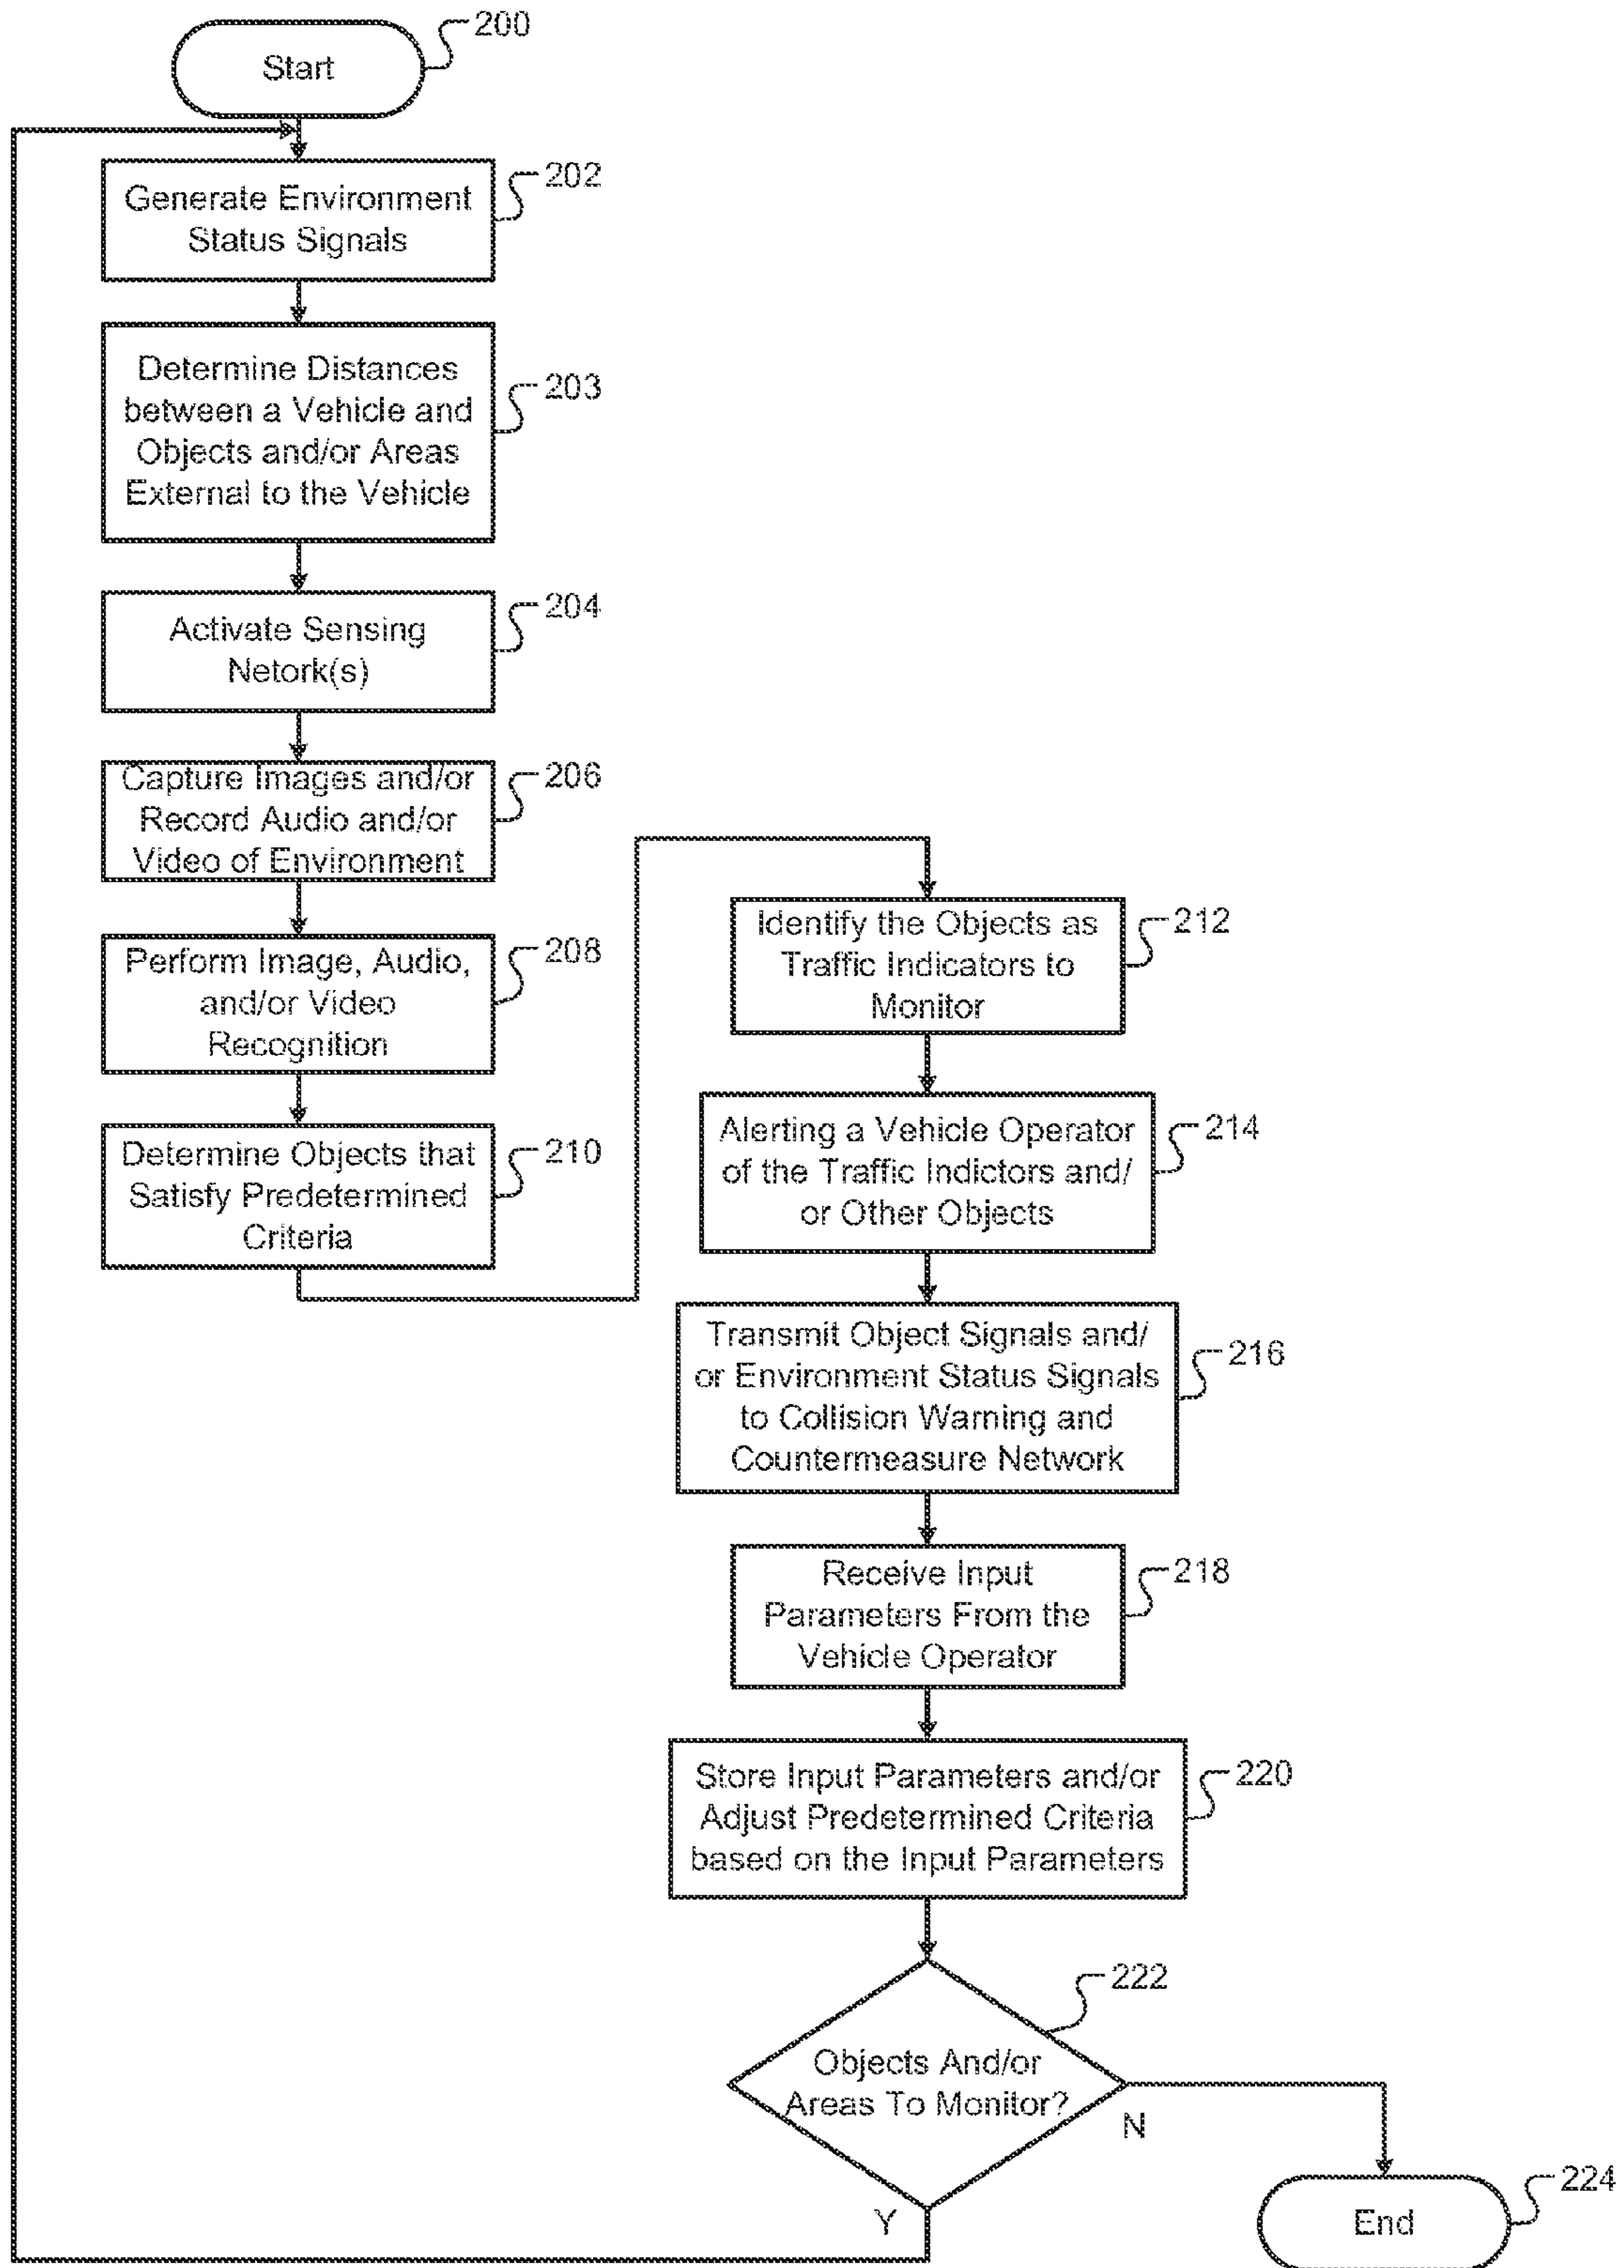 Start
200
Generate Environment
Status Signals
202
Determine Distances
between a Vehicle and
Objects and/or Areas
External to the Vehicle
203
Activate Sensing
Netork(s)
204
Capture Images and/or
Record Audio and/or
Video of Environment
206
Perform Image, Audio,
and/or Video
Recognition
208
Determine Objects that
Satisfy Predetermined
Criteria
210
Identify the Objects as
Traffic Indicators to
Monitor
212
Alerting a Vehicle Operator
of the Traffic Indictors and/
or Other Objects
214
Transmit Object Signals and/
or Environment Status Signals
to Collision Warning and
Countermeasure Network
216
Receive Input
Parameters From the
Vehicle Operator
218
Store Input Parameters and/or
Adjust Predetermined Criteria
based on the Input Parameters
220
Objects And/or
Areas To Monitor?
222
N
Y
End
224